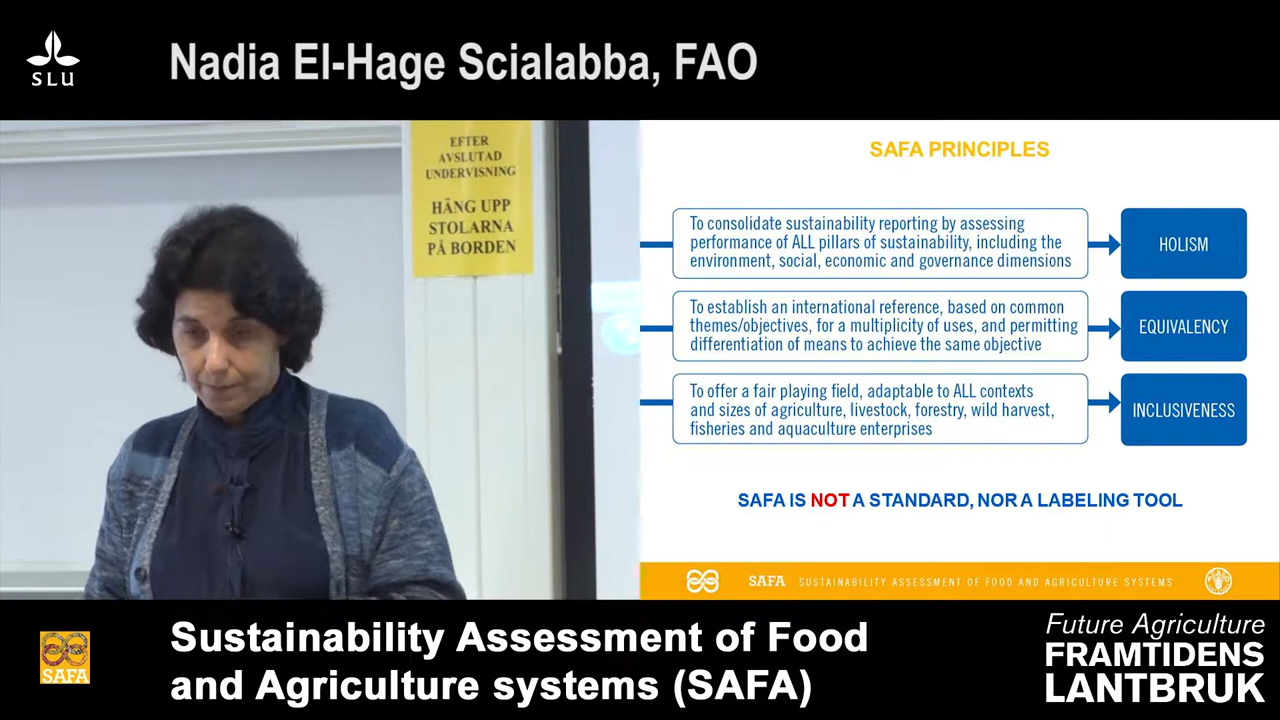 SLU
Nadia El-Hage Scialabba, FAO
EFTER
AVSLUTAD
UNDERVISNING
HÄNG UPP
STOLARNA
PÅ BORDEN
SAFA PRINCIPLES
To consolidate sustainability reporting by assessing
performance of ALL pillars of sustainability, including the
environment, social, economic and governance dimensions
HOLISM
To establish an international reference, based on common
themes/objectives, for a multiplicity of uses, and permitting
differentiation of means to achieve the same objective
EQUIVALENCY
To offer a fair playing field, adaptable to ALL contexts
and sizes of agriculture, livestock, forestry, wild harvest,
fisheries and aquaculture enterprises
INCLUSIVENESS
SAFA IS NOT A STANDARD, NOR A LABELING TOOL
SAFA SUSTAINABILITY ASSESSMENT OF FOOD AND AGRICULTURE SYSTEMS
SAFA
Sustainability Assessment of Food
and Agriculture systems (SAFA)
Future Agriculture
FRAMTIDENS
LANTBRUK